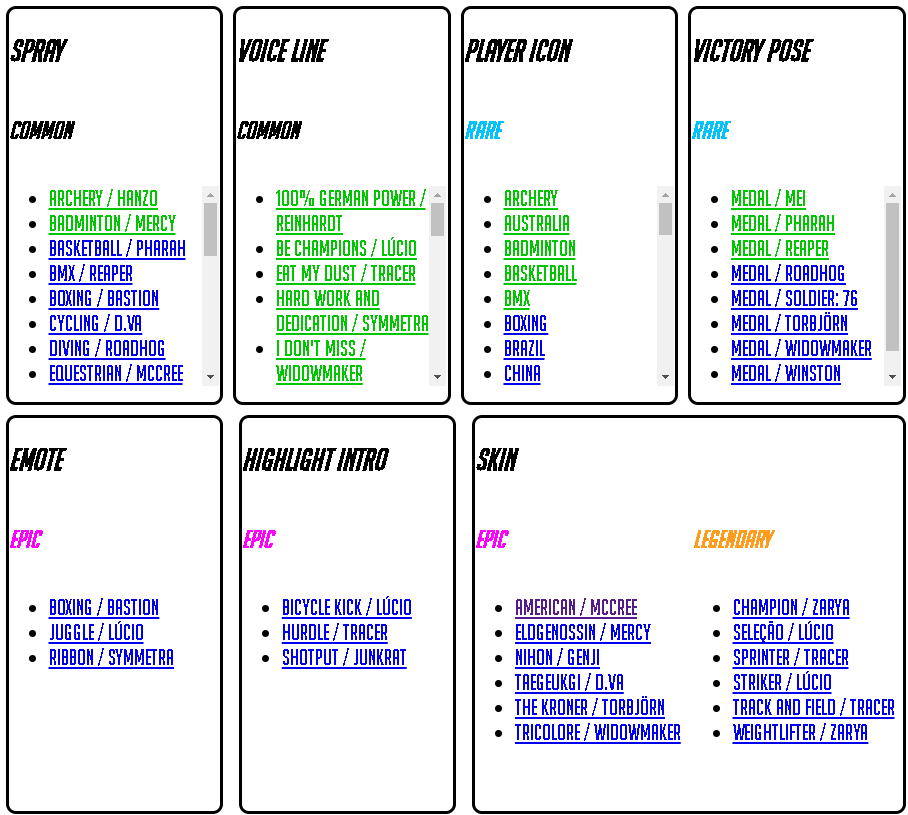 SPRAY
COMMON
ARCHERY / HANZO
BADMINTON / MERCY
BASKETBALL / PHARAH
BMX / REAPER
BOXING / BASTION
CYCLING / D.VA
DIVING / ROADHOG
EQUESTRIAN / MCCREE
VOICE LINE
COMMON
100% GERMAN POWER /
REINHARDT
BE CHAMPIONS / LÚCIO
EAT MY DUST / TRACER
HARD WORK AND
DEDICATION / SYMMETRA
I DON'T MISS /
WIDOWMAKER
PLAYER ICON
RARE
ARCHERY
AUSTRALIA
BADMINTON
BASKETBALL
BMX
BOXING
BRAZIL
CHINA
VICTORY POSE
RARE
MEDAL / MEI
MEDAL / PHARAH
MEDAL / REAPER
MEDAL / ROADHOG
MEDAL / SOLDIER: 76
MEDAL / TORBJÖRN
MEDAL / WIDOWMAKER
MEDAL / WINSTON
EMOTE
EPIC
BOXING / BASTION
JUGGLE / LÚCIO
RIBBON / SYMMETRA
HIGHLIGHT INTRO
EPIC
BICYCLE KICK / LÚCIO
HURDLE / TRACER
SHOTPUT / JUNKRAT
SKIN
EPIC
AMERICAN / MCCREE
ELDGENOSSIN / MERCY
NIHON / GENJI
TAEGEUKGI / D.VA
THE KRONER / TORBJÖRN
TRICOLORE / WIDOWMAKER
LEGENDARY
CHAMPION / ZARYA
SELEÇÃO / LÚCIO
SPRINTER / TRACER
STRIKER / LÚCIO
TRACK AND FIELD / TRACER
WEIGHTLIFTER / ZARYA